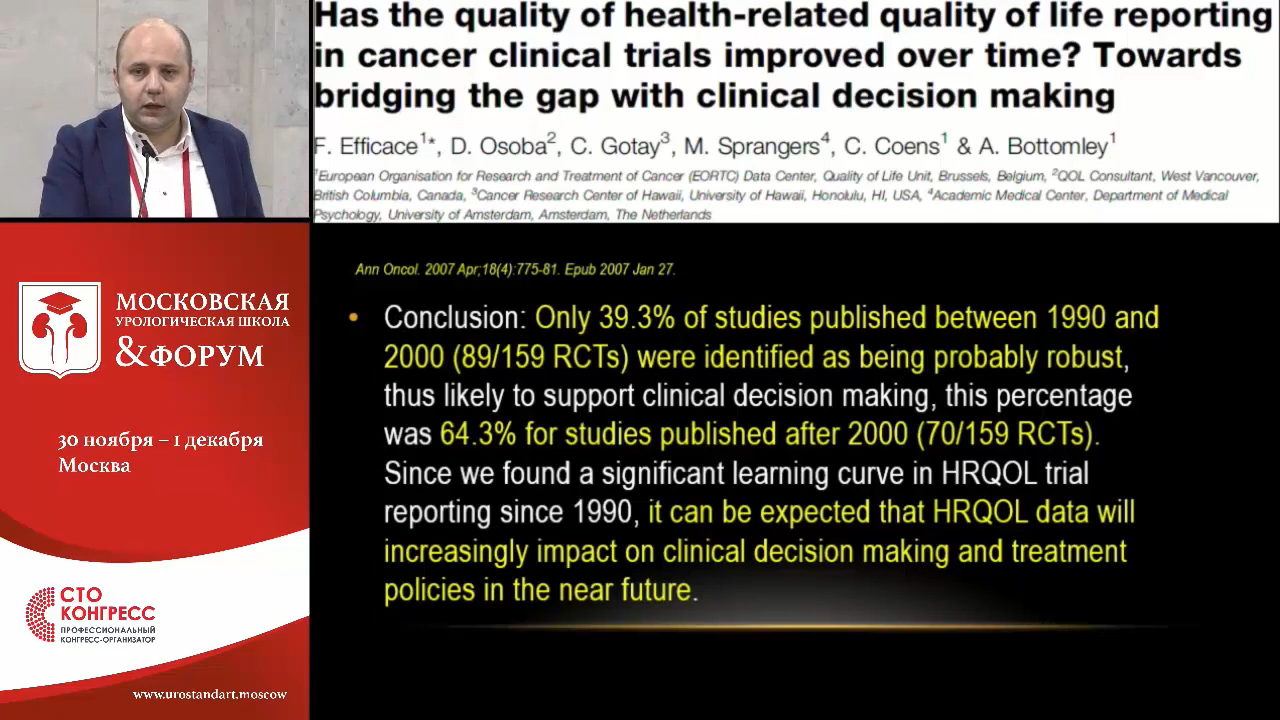 Has the quality of health-related quality of life reporting
in cancer clinical trials improved over time? Towards
bridging the gap with clinical decision making
F. Efficace1*, D. Osoba2, C. Gotay3, M. Sprangers4, C. Coens1 & A. Bottomley1
1European Organisation for Research and Treatment of Cancer (EORTC) Data Center, Quality of Life Unit, Brussels, Belgium, 2QOL Consultant, West Vancouver,
British Columbia, Canada, 3Cancer Research Center of Hawaii, University of Hawaii, Honolulu, HI, USA, 4Academic Medical Center, Department of Medical
Psychology, University of Amsterdam, Amsterdam, The Netherlands
Ann Oncol. 2007 Apr;18(4):775-81. Epub 2007 Jan 27.
• Conclusion: Only 39.3% of studies published between 1990 and
2000 (89/159 RCTs) were identified as being probably robust,
thus likely to support clinical decision making, this percentage
was 64.3% for studies published after 2000 (70/159 RCTs).
Since we found a significant learning curve in HRQOL trial
reporting since 1990, it can be expected that HRQOL data will
increasingly impact on clinical decision making and treatment
policies in the near future.
МОСКОВСКАЯ
УРОЛОГИЧЕСКАЯ ШКОЛА
&ФОРУМ
30 ноября – 1 декабря
Москва
СТО
КОНГРЕСС
ПРОФЕССИОНАЛЬНЫЙ
КОНГРЕСС-ОРГАНИЗАТОР
www.urostandart.moscow